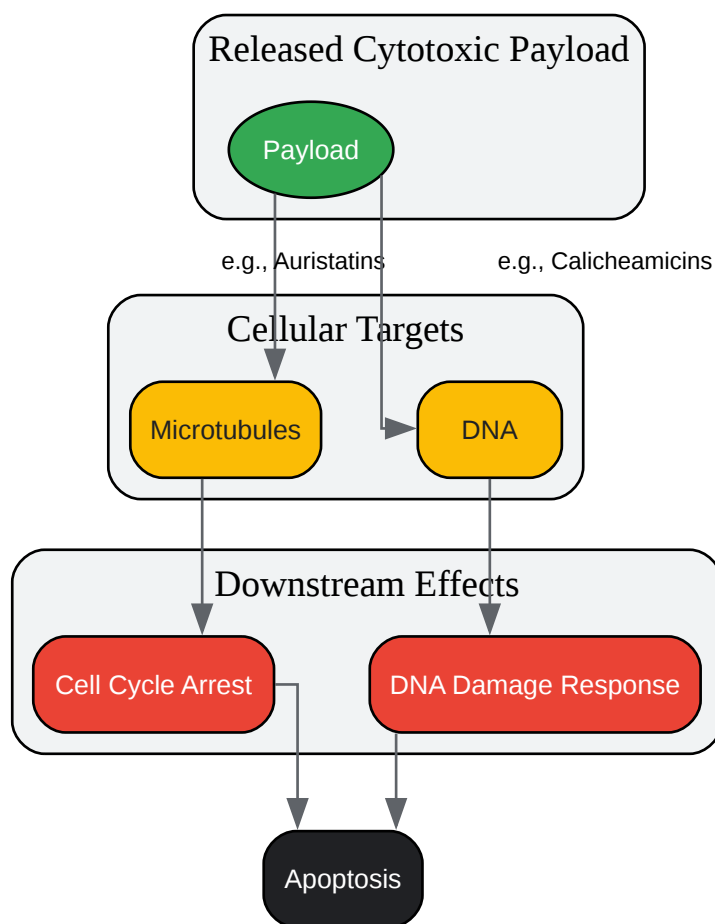 Released Cytotoxic Payload
Payload
e.g., Auristatins
e.g., Calicheamicins
Cellular Targets
Microtubules
DNA
Downstream Effects
Cell Cycle Arrest
DNA Damage Response
Apoptosis